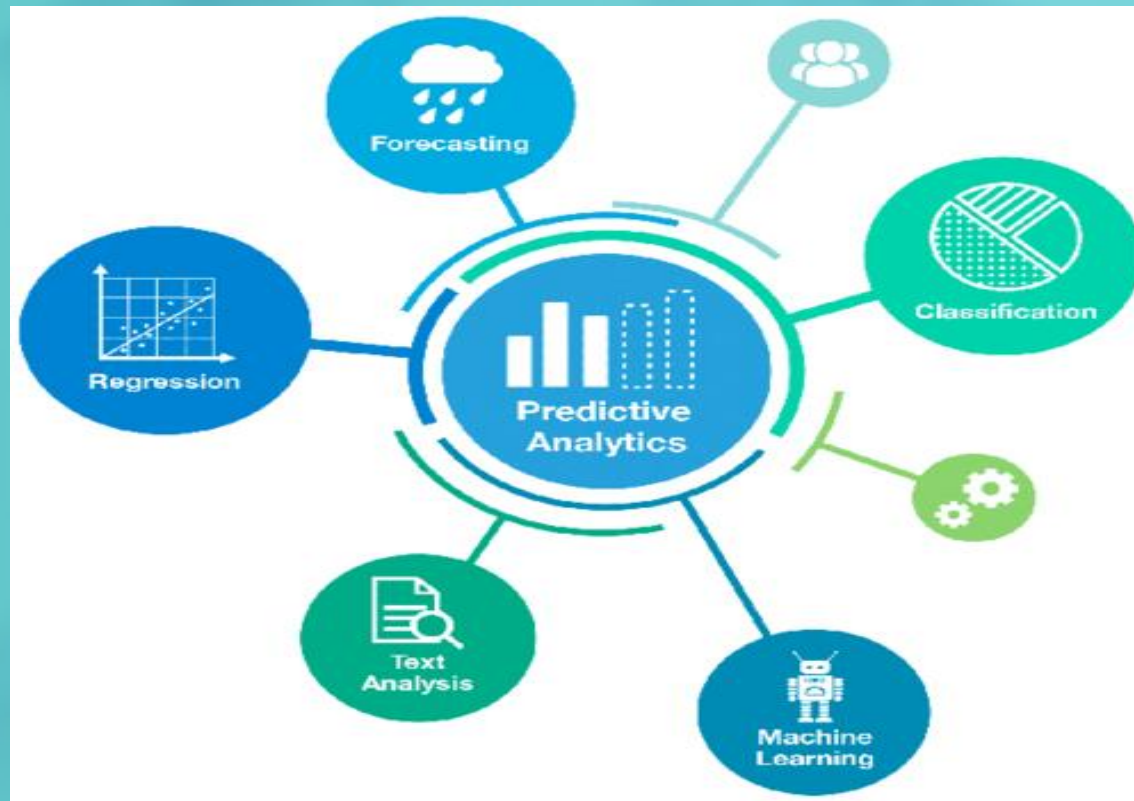 Forecasting
Classification
Regression
Predictive
Analytics
Text
Analysis
Machine
Learning